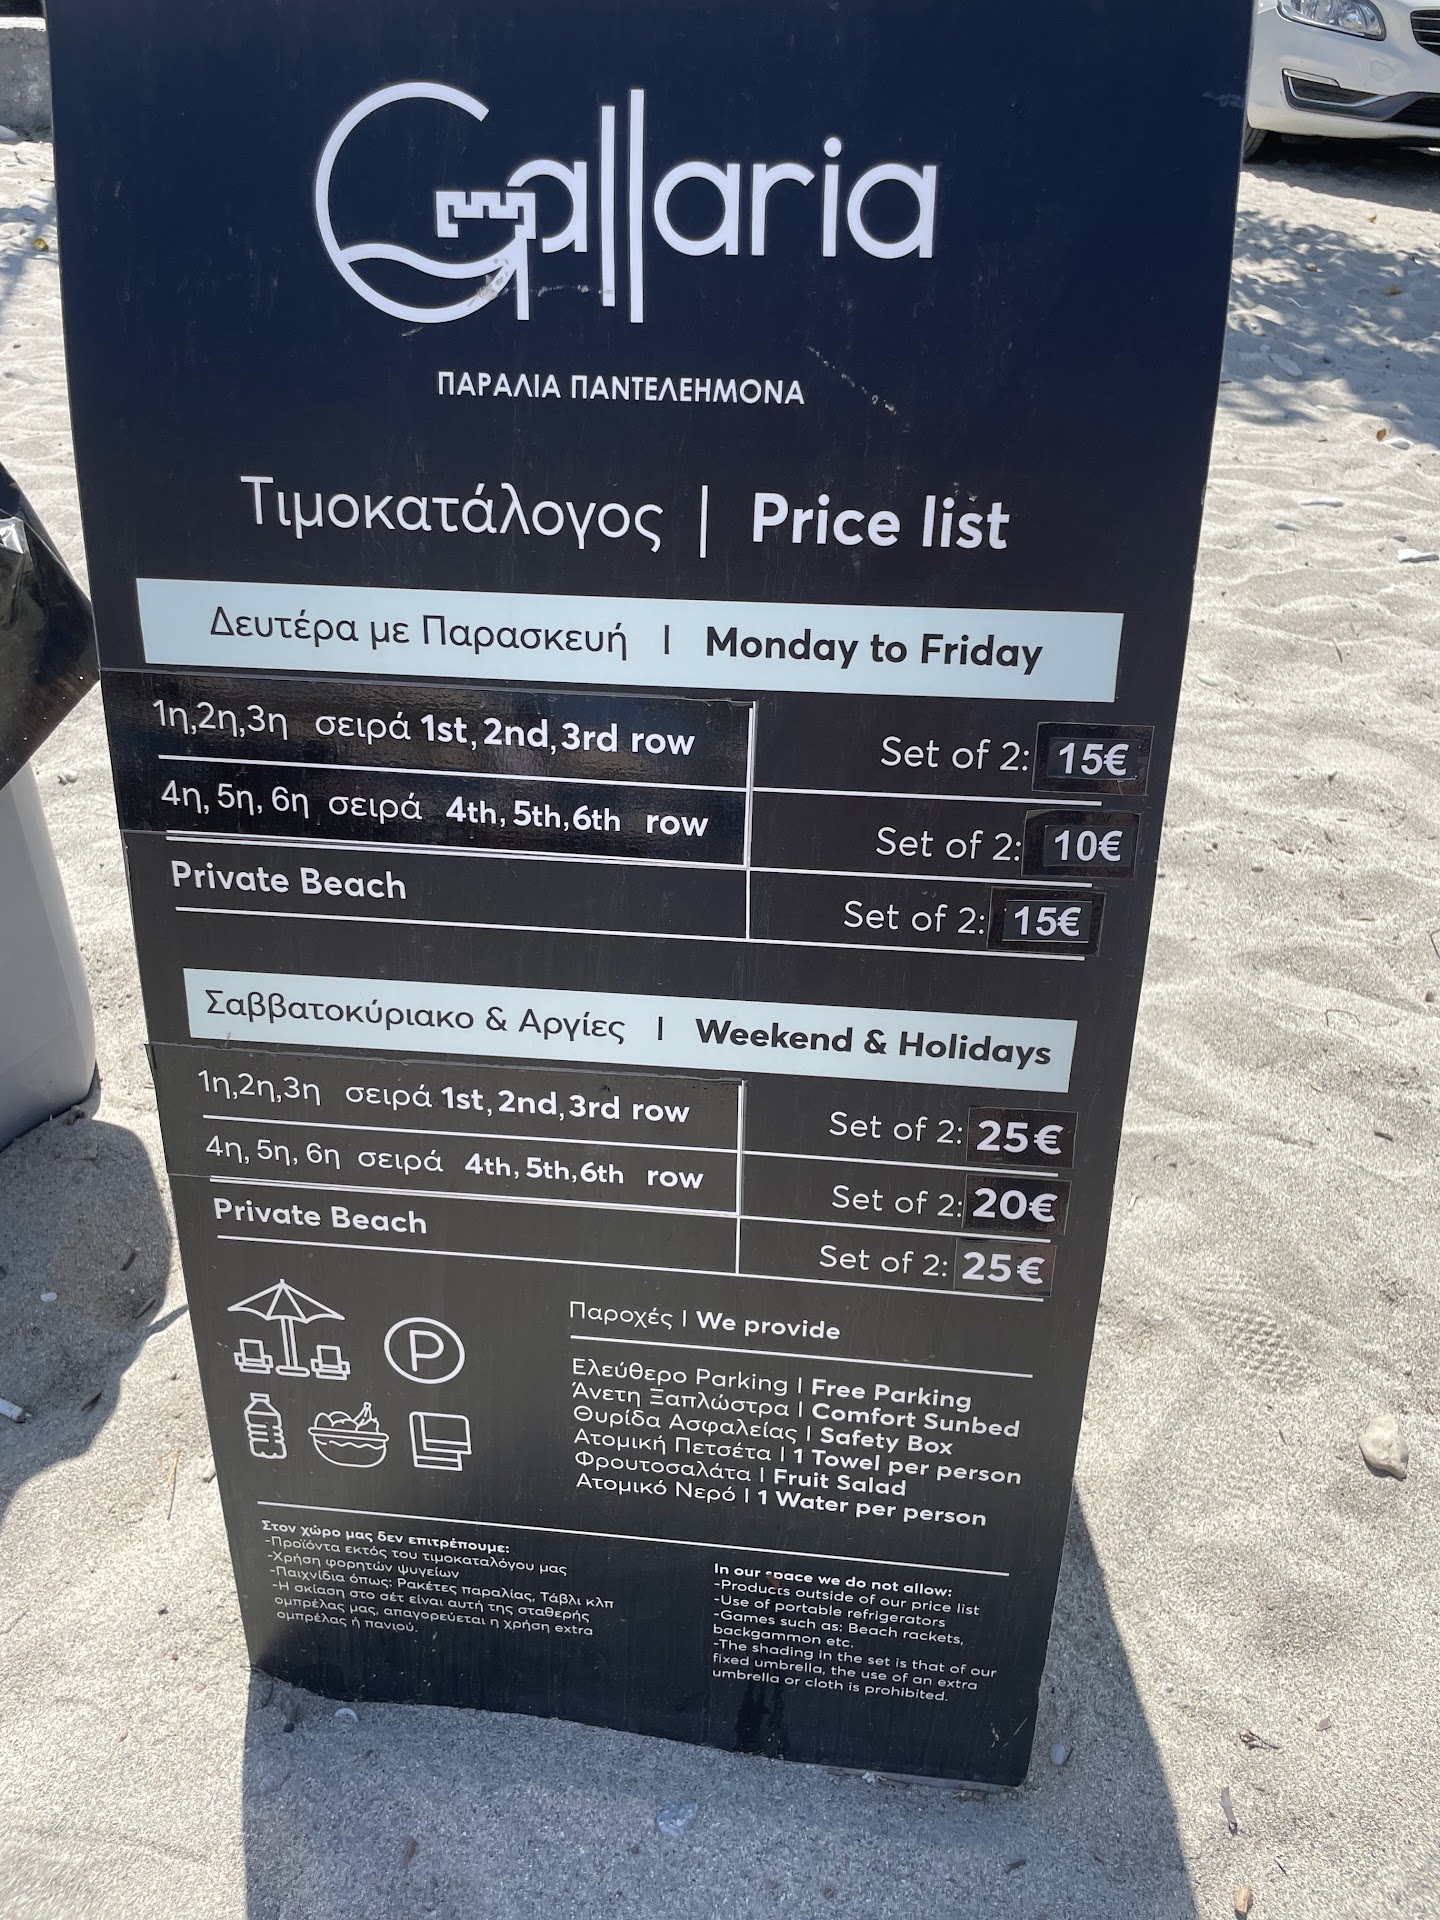 Gallaria
ΠΑΡΑΛΙΑ ΠΑΝΤΕΛΕΗΜΟΝΑ
Τιμοκατάλογος | Price list
Δευτέρα με Παρασκευή | Monday to Friday
1η,2η,3η σειρά 1st, 2nd, 3rd row Set of 2: 15€
4η, 5η, 6η σειρά 4th, 5th, 6th row Set of 2: 10€
Private Beach Set of 2: 15€
Σαββατοκύριακο & Αργίες | Weekend & Holidays
1η,2η,3η σειρά 1st, 2nd, 3rd row Set of 2: 25€
4η, 5η, 6η σειρά 4th, 5th, 6th row Set of 2: 20€
Private Beach Set of 2: 25€
P
Παροχές | We provide
Ελεύθερο Parking | Free Parking
Άνετη Ξαπλώστρα | Comfort Sunbed
Θυρίδα Ασφαλείας | Safety Box
Ατομική Πετσέτα | 1 Towel per person
Φρουτοσαλάτα | Fruit Salad
Ατομικό Νερό | 1 Water per person
Στον χώρο μας δεν επιτρέπουμε:
-Προϊόντα εκτός του τιμοκαταλόγου μας
-Χρήση φορητών ψυγείων
-Παιχνίδια όπως: Ρακέτες παραλίας, Τάβλι κλπ
-Η σκίαση στο σέτ είναι αυτή της σταθερής
ομπρέλας μας, απαγορεύεται η χρήση extra
ομπρέλας ή πανιού.
In our space we do not allow:
-Products outside of our price list
-Use of portable refrigerators
-Games such as: Beach rackets,
backgammon etc.
-The shading in the set is that of our
fixed umbrella, the use of an extra
umbrella or cloth is prohibited.